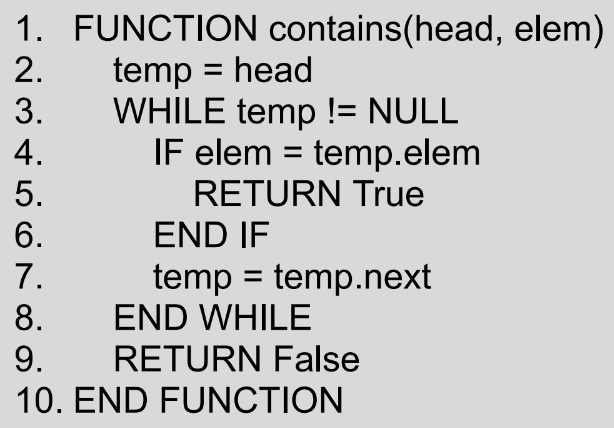 1. FUNCTION contains(head, elem)
2. temp = head
3. WHILE temp != NULL
4. IF elem = temp.elem
5. RETURN True
6. END IF
7. temp = temp.next
8. END WHILE
9. RETURN False
10. END FUNCTION